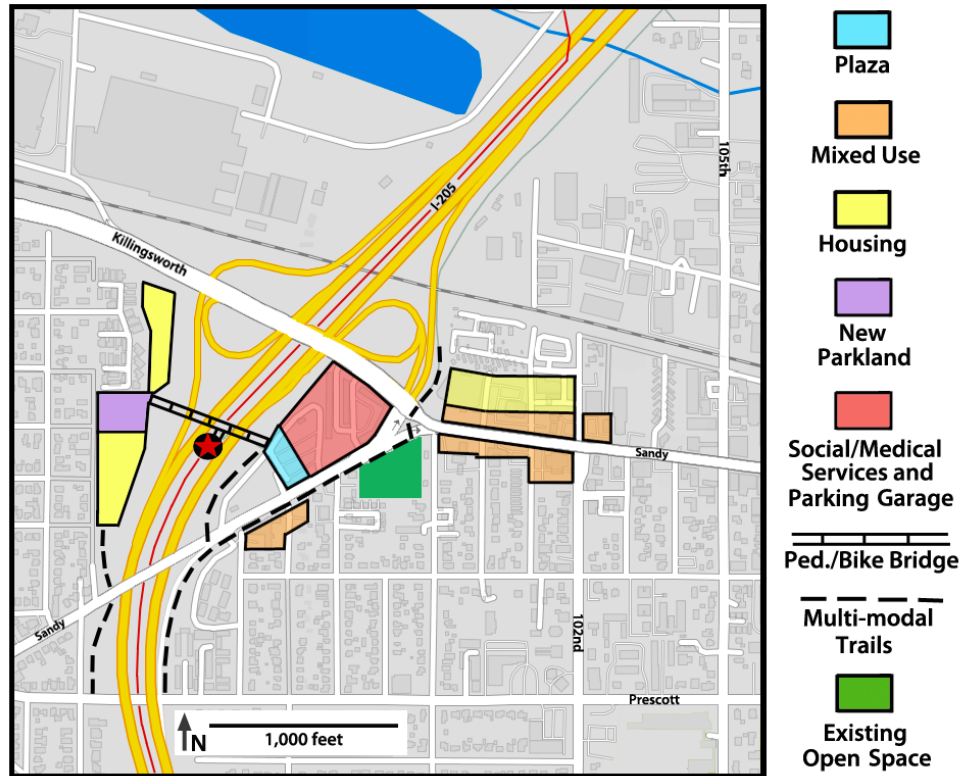 I-205
105th
Killingsworth
Sandy
Sandy
102nd
Prescott
N
1,000 feet
Plaza
Mixed Use
Housing
New
Parkland
Social/Medical
Services and
Parking Garage
Ped./Bike Bridge
Multi-modal
Trails
Existing
Open Space